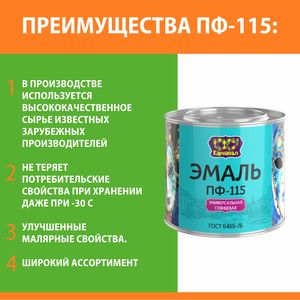 ПРЕИМУЩЕСТВА ПФ-115:
1
В ПРОИЗВОДСТВЕ
ИСПОЛЬЗУЕТСЯ
ВЫСОКОКАЧЕСТВЕННОЕ
СЫРЬЕ ИЗВЕСТНЫХ
ЗАРУБЕЖНЫХ
ПРОИЗВОДИТЕЛЕЙ
2
НЕ ТЕРЯЕТ
ПОТРЕБИТЕЛЬСКИЕ
СВОЙСТВА ПРИ ХРАНЕНИИ
ДАЖЕ ПРИ -30 С
3
УЛУЧШЕННЫЕ
МАЛЯРНЫЕ СВОЙСТВА.
4
ШИРОКИЙ АССОРТИМЕНТ
Карнавал
ЭМАЛЬ
ПФ-115
УНИВЕРСАЛЬНАЯ
ГЛЯНЦЕВАЯ
ГОСТ 6465-76